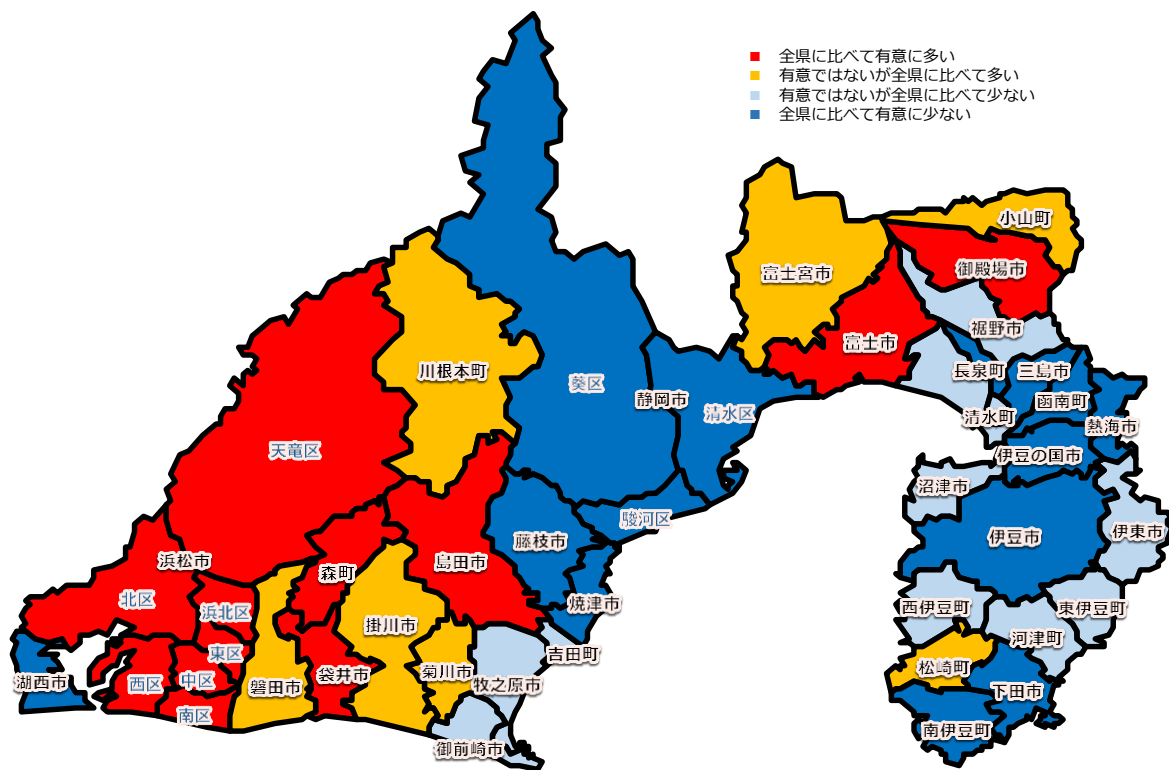 全県に比べて有意に多い
有意ではないが全県に比べて多い
有意ではないが全県に比べて少ない
全県に比べて有意に少ない
小山町
富士宮市
御殿場市
裾野市
富士市
川根本町
長泉町
三島市
葵区
静岡市
函南町
清水区
清水町
熱海市
天竜区
伊豆の国市
沼津市
駿河区
伊東市
伊豆市
藤枝市
浜松市
島田市
森町
北区
焼津市
西伊豆町
東伊豆町
浜北区
掛川市
河津町
東区
吉田町
松崎町
菊川市
袋井市
磐田市
湖西市
西区
中区
牧之原市
下田市
南区
南伊豆町
御前崎市